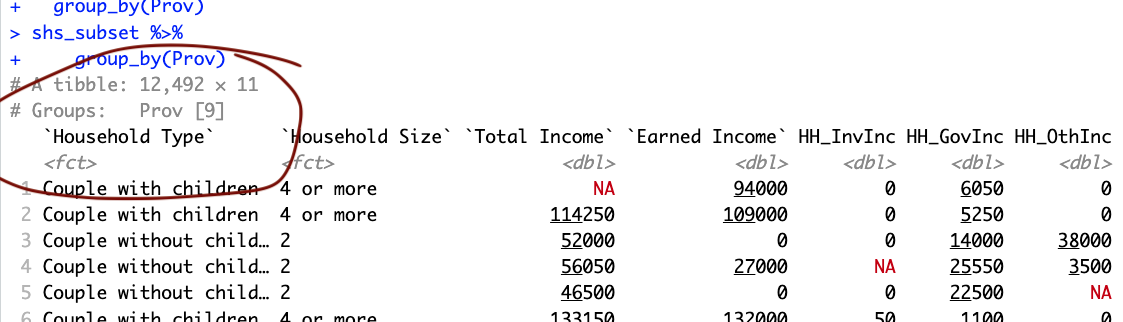 +   group_by(Prov)
> shs_subset %>%
+     group_by(Prov)
# A tibble: 12,492 × 11
# Groups:   Prov [9]
`Household Type` `Household Size` `Total Income` `Earned Income` HH_InvInc HH_GovInc HH_OthInc
<fct> <fct> <dbl> <dbl> <dbl> <dbl> <dbl>
1 Couple with children 4 or more NA 94000 0 6050 0
2 Couple with children 4 or more 114250 109000 0 5250 0
3 Couple without child… 2 52000 0 0 14000 38000
4 Couple without child… 2 56050 27000 NA 25550 3500
5 Couple without child… 2 46500 0 0 22500 NA
6 Couple with children 4 or more 133150 132000 50 1100 0